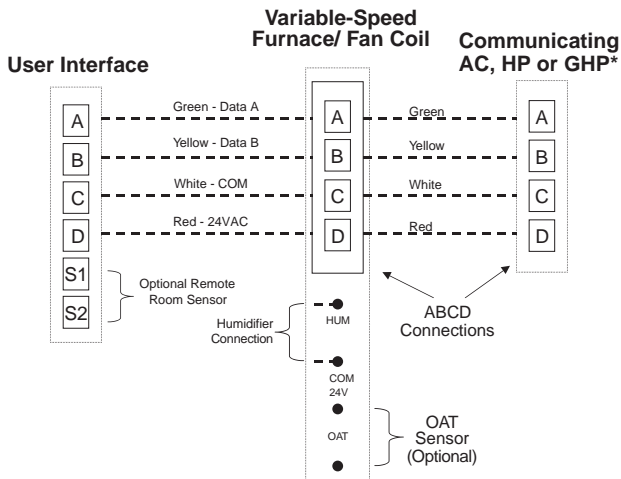 Variable-Speed
Furnace/ Fan Coil
Communicating
AC, HP or GHP*
User Interface
A
Green - Data A
A
Green
A
B
Yellow - Data B
B
Yellow
B
C
White - COM
C
White
C
D
Red - 24VAC
D
Red
D
S1
S2
Optional Remote
Room Sensor
Humidifier
Connection
HUM
COM
24V
ABCD
Connections
OAT
OAT
Sensor
(Optional)